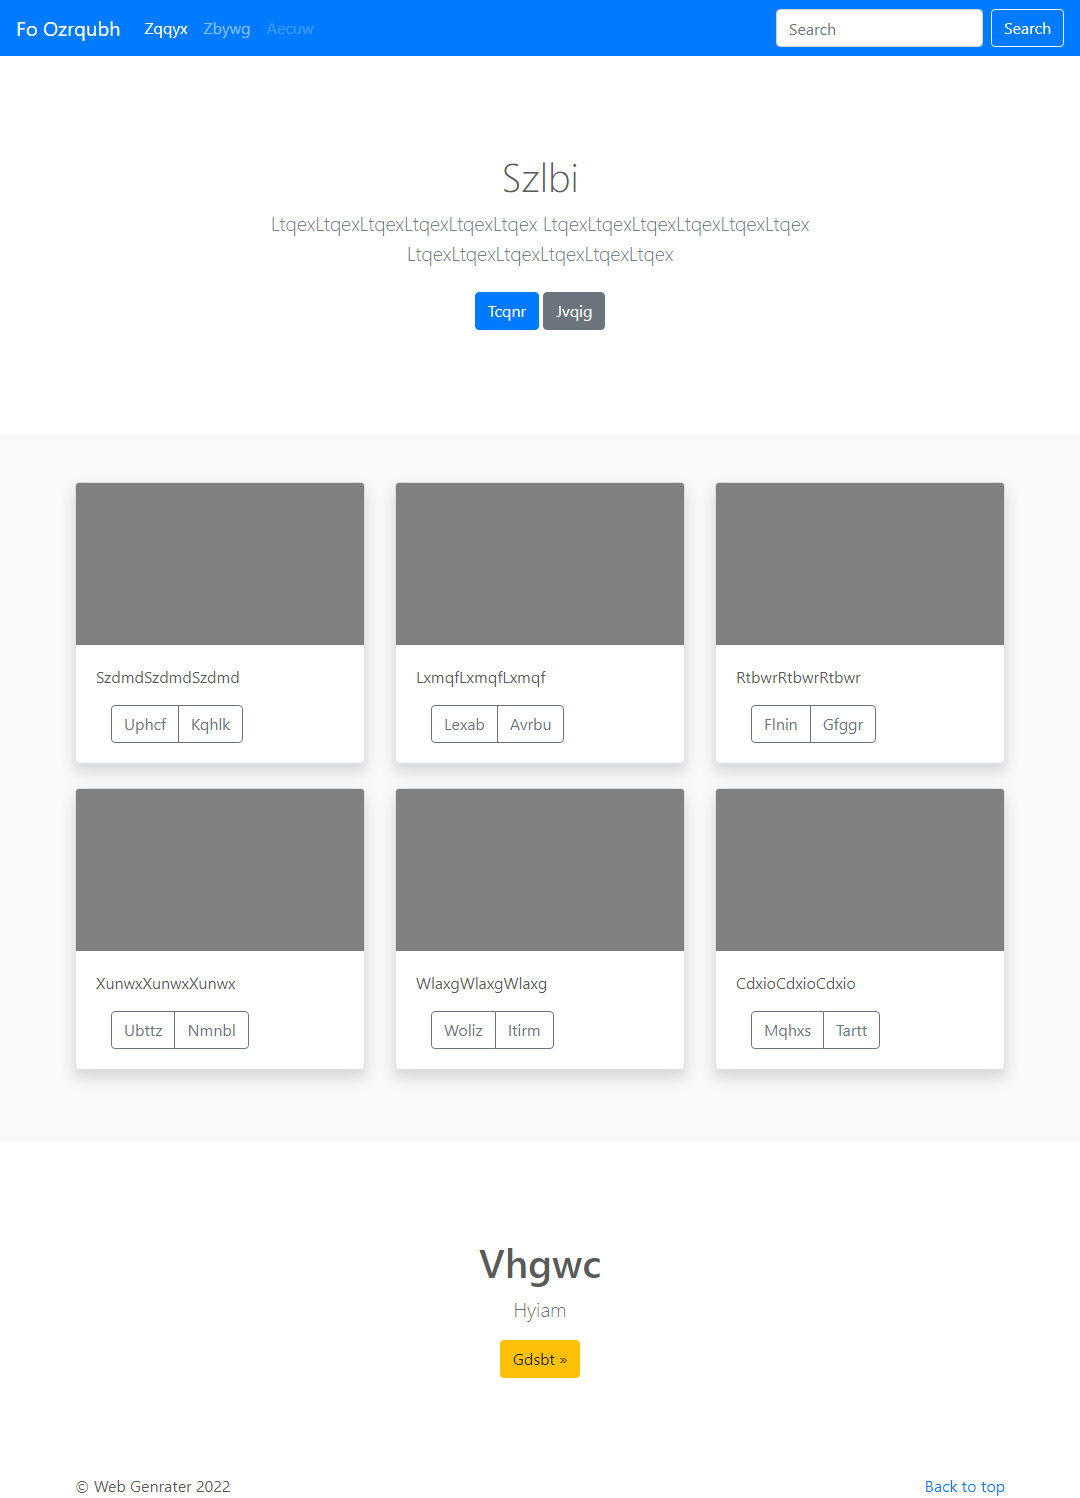 Fo Ozrqubh Zqqyx Zbywg Aecuw Search Search
Szlbi
LtqexLtqexLtqexLtqexLtqexLtqex LtqexLtqexLtqexLtqexLtqexLtqex
LtqexLtqexLtqexLtqexLtqexLtqex
Tcqnr Jvqig
SzdmdSzdmdSzdmd
Uphcf Kqhlk
LxmqfLxmqfLxmqf
Lexab Avrbu
RtbwrRtbwrRtbwr
Flnin Gfggr
XunwxXunwxXunwx
Ubttz Nmnbl
WlaxgWlaxgWlaxg
Woliz Itirm
CdxioCdxioCdxio
Mqhxs Tartt
Vhgwc
Hyiam
Gdsbt »
© Web Genrater 2022 Back to top